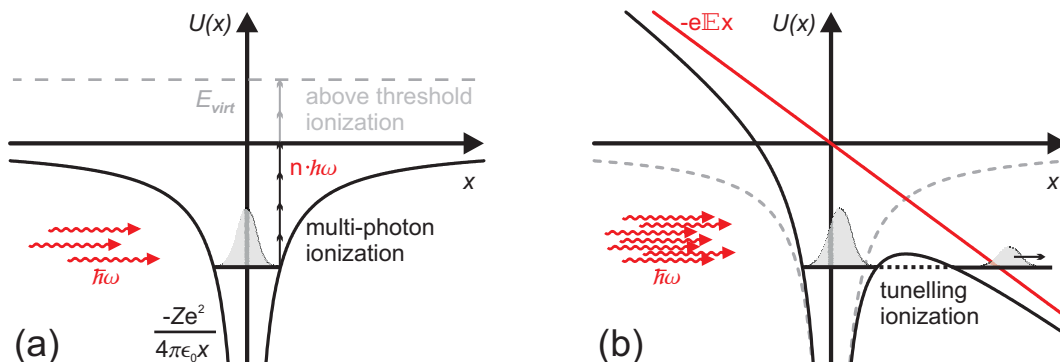 U(x)
E_virt
above threshold
ionization
n·ℏω
x
multi-photon
ionization
ℏω
-Ze²
4πϵ₀x
(a)
U(x)
-e𝔼x
x
ℏω
tunelling
ionization
(b)